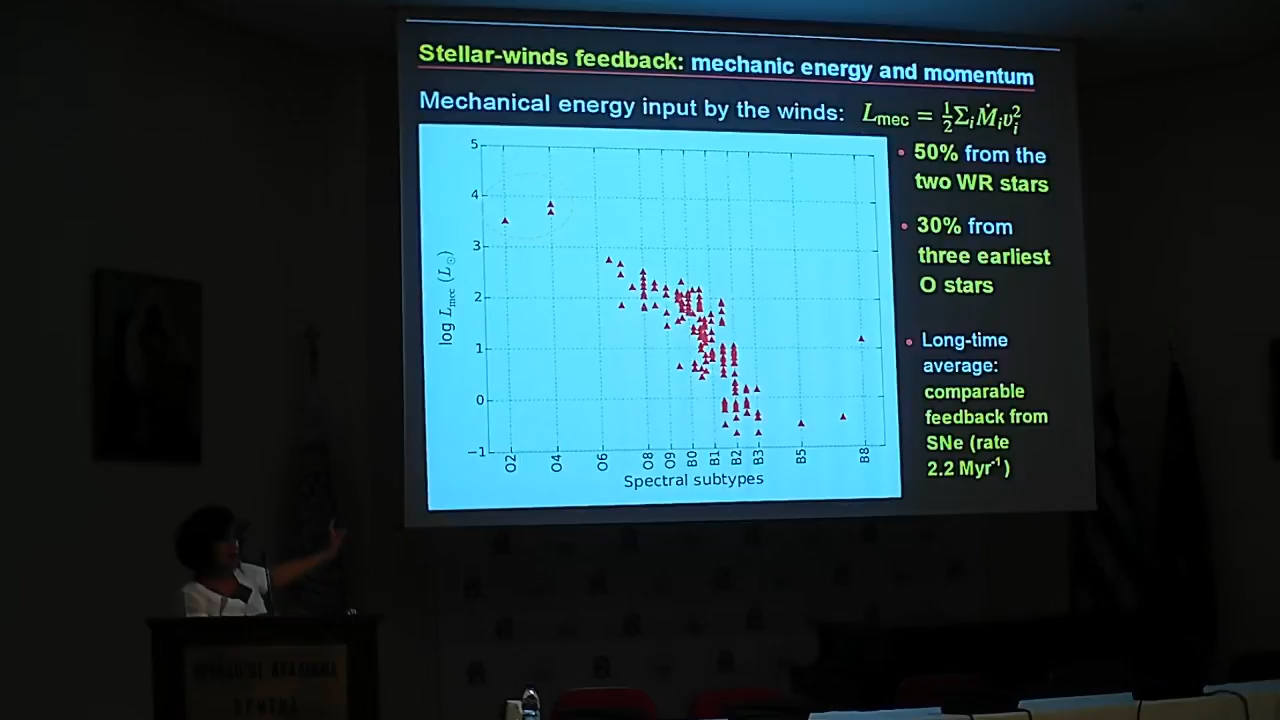 Stellar-winds feedback: mechanic energy and momentum
Mechanical energy input by the winds: L_mec = ½Σ_i Ṁ_i υ_i²
5
4
3
2
1
0
−1
log L_mec (L_⊙)
O2 O4 O6 O8 O9 B0 B1 B2 B3 B5 B8
Spectral subtypes
• 50% from the
two WR stars
• 30% from
three earliest
O stars
• Long-time
average:
comparable
feedback from
SNe (rate
2.2 Myr⁻¹)